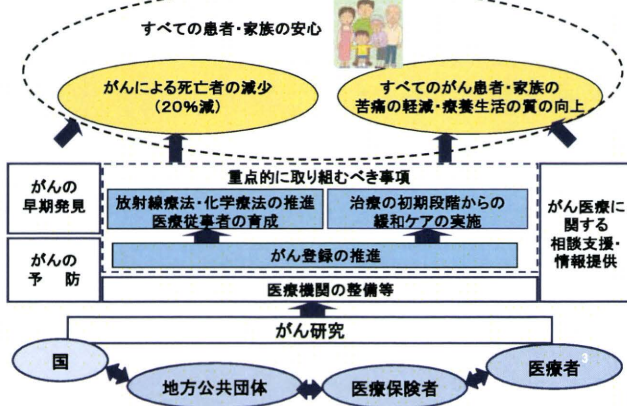 すべての患者・家族の安心
がんによる死亡者の減少
（20％減）
すべてのがん患者・家族の
苦痛の軽減・療養生活の質の向上
重点的に取り組むべき事項
がんの
早期発見
放射線療法・化学療法の推進
医療従事者の育成
治療の初期段階からの
緩和ケアの実施
がん医療に
関する
相談支援・
情報提供
がん登録の推進
がんの
予　防
医療機関の整備等
がん研究
国
地方公共団体
医療保険者
医療者
3